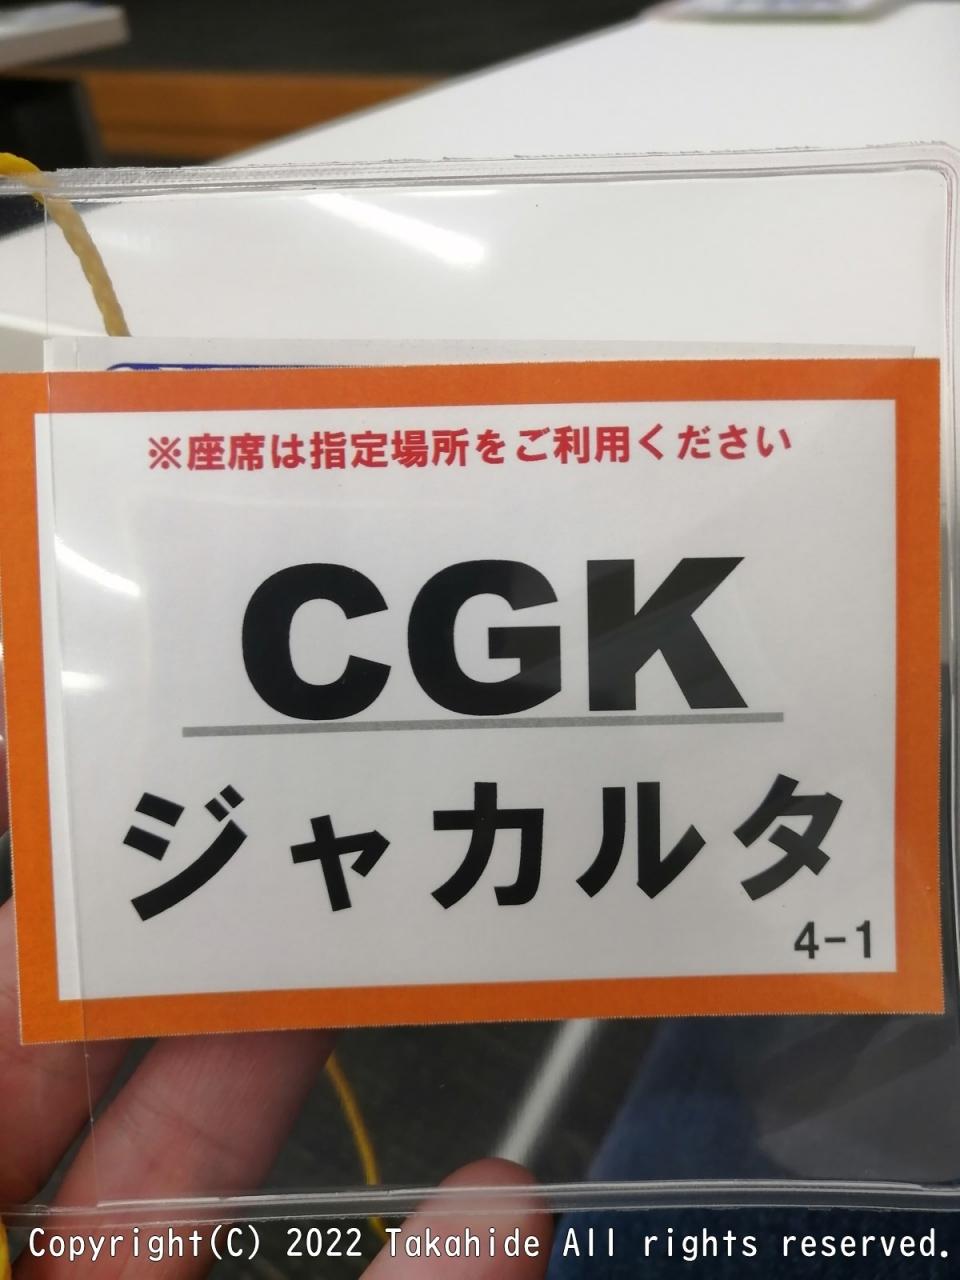 ※座席は指定場所をご利用ください
CGK
ジャカルタ
4-1
Copyright(C) 2022 Takahide All rights reserved.